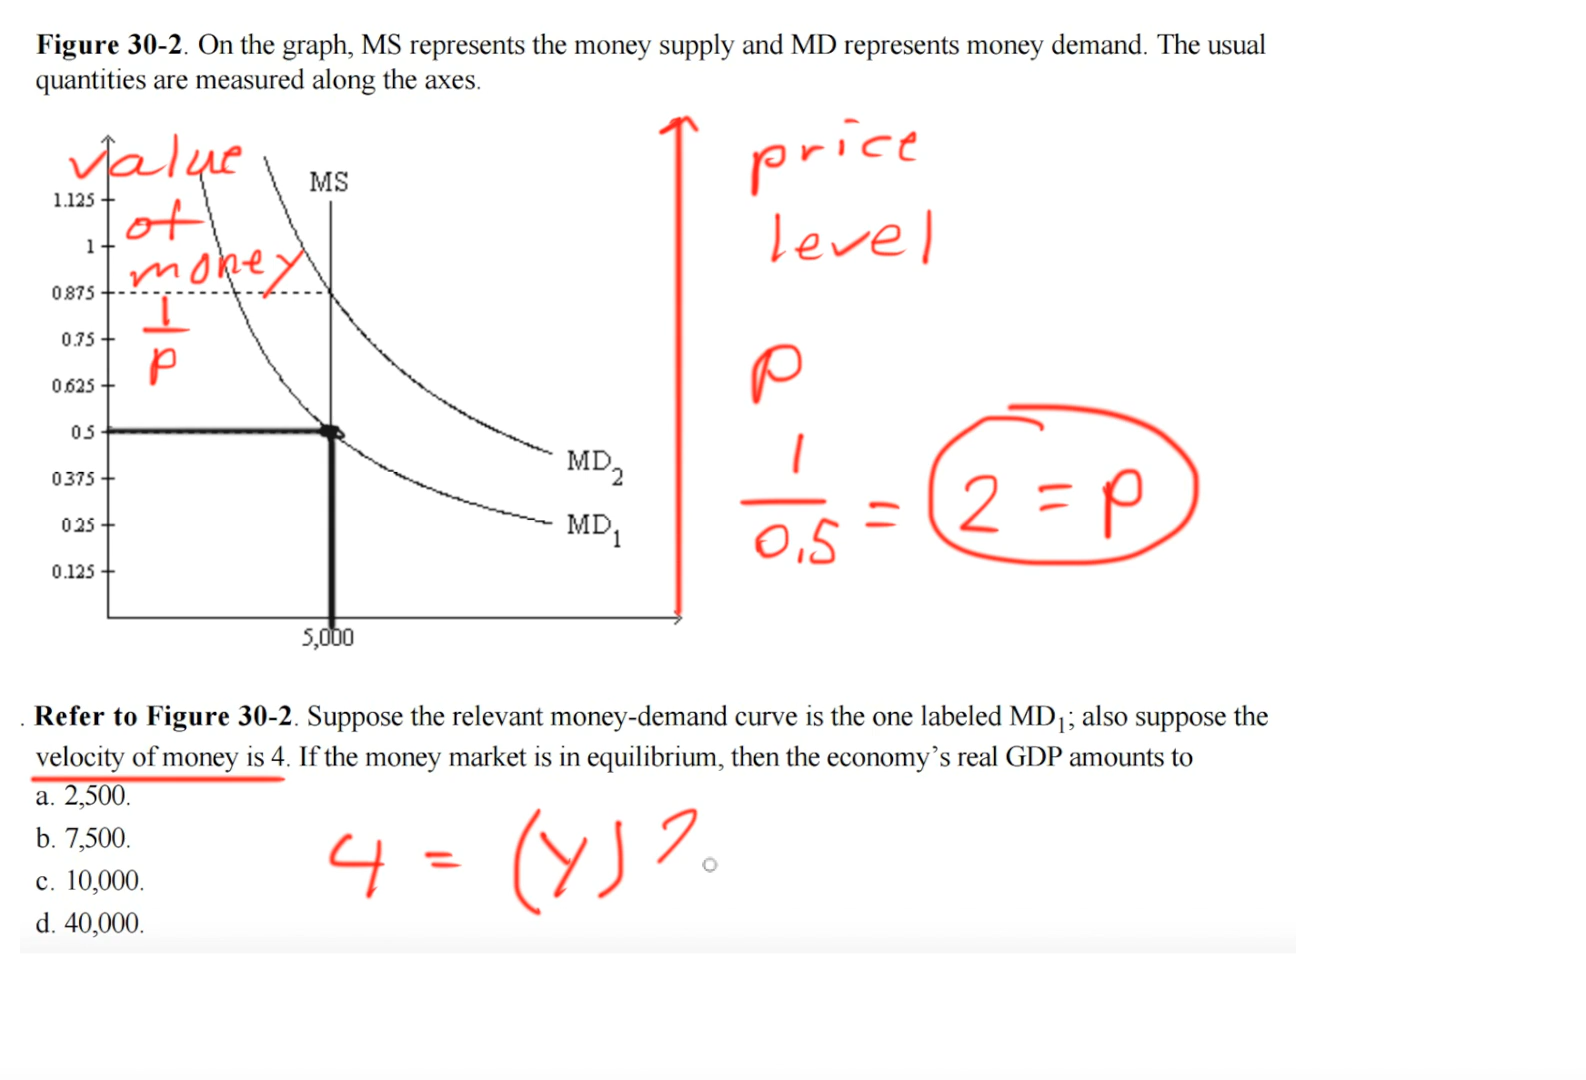 Figure 30-2. On the graph, MS represents the money supply and MD represents money demand. The usual
quantities are measured along the axes.
value
of
money
1
p
MS
1.125
1
0.875
0.75
0.625
0.5
0.375
0.25
0.125
MD2
MD1
5,000
price
level
p
1
0.5
= 2 = p
. Refer to Figure 30-2. Suppose the relevant money-demand curve is the one labeled MD1; also suppose the
velocity of money is 4. If the money market is in equilibrium, then the economy’s real GDP amounts to
a. 2,500.
b. 7,500.
c. 10,000.
d. 40,000.
4 = (Y) ?